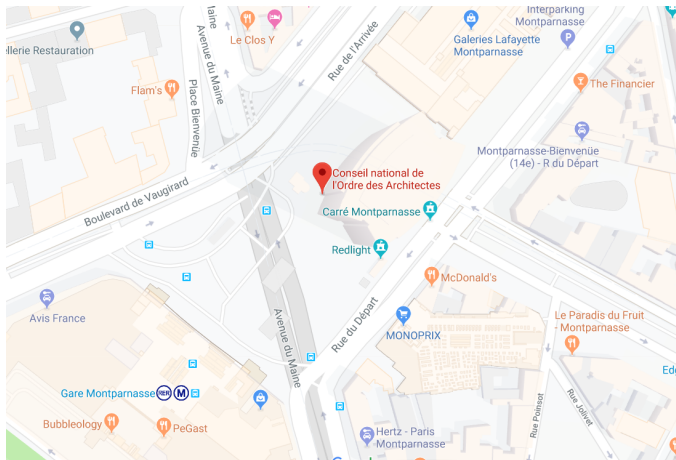 Interparking
Montparnasse
Le Clos Y
Galeries Lafayette
Montparnasse
ellerie Restauration
Avenue du Maine
Maine
Rue de l'Arrivée
Flam's
Place Bienvenüe
The Financier
Montparnasse-Bienvenüe
(14e) - R du Départ
Conseil national de
l'Ordre des Architectes
Boulevard de Vaugirard
Carré Montparnasse
Redlight
McDonald's
Avis France
Avenue du Maine
Rue du Départ
MONOPRIX
Le Paradis du Fruit
- Montparnasse
Gare Montparnasse
RER
M
Rue Poinsot
Rue Jolivet
Bubbleology
PeGast
Hertz - Paris
Montparnasse